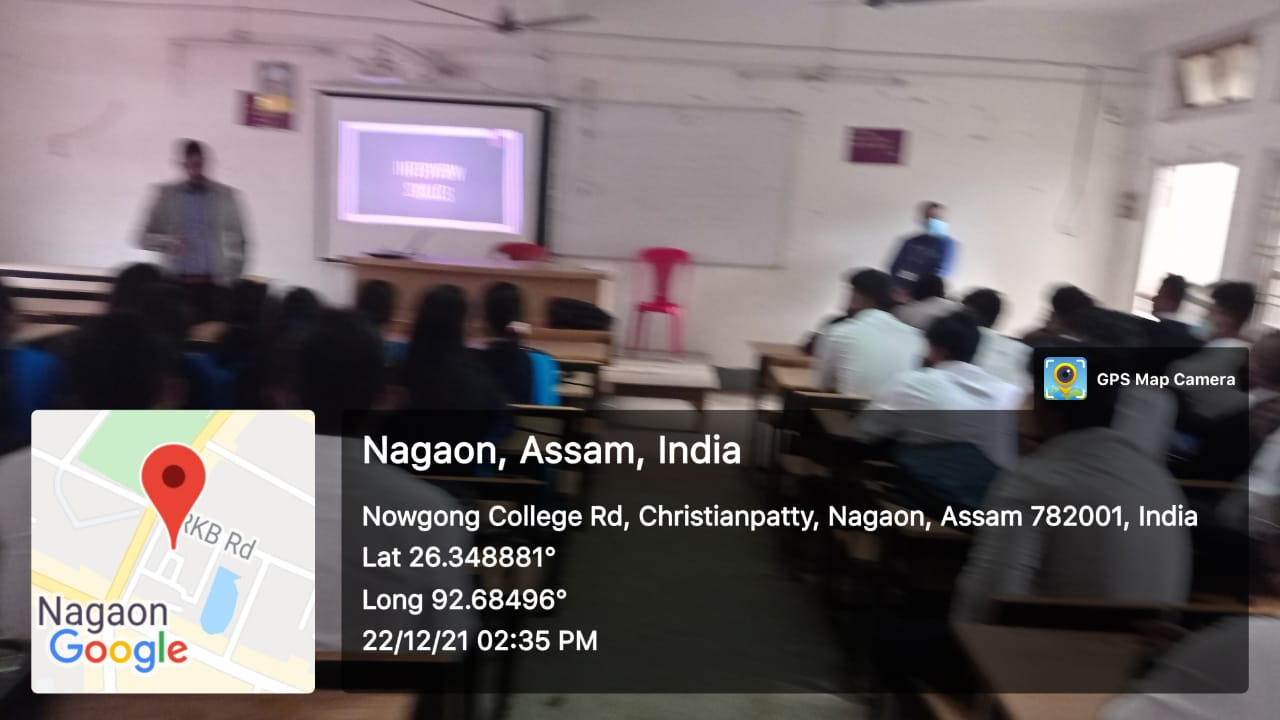 GPS Map Camera
Nagaon, Assam, India
Nowgong College Rd, Christianpatty, Nagaon, Assam 782001, India
Lat 26.348881°
Long 92.68496°
22/12/21 02:35 PM
RKB Rd
Nagaon
Google